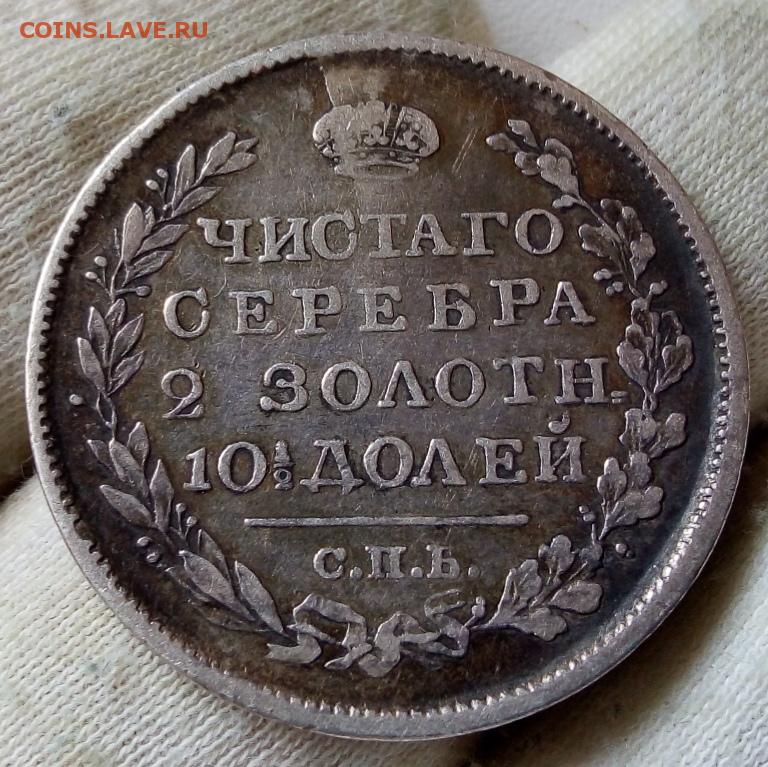 COINS.LAVE.RU
ЧИСТАГО
СЕРЕБРА
2 ЗОЛОТН.
10½ ДОЛЕЙ
С.П.Б.